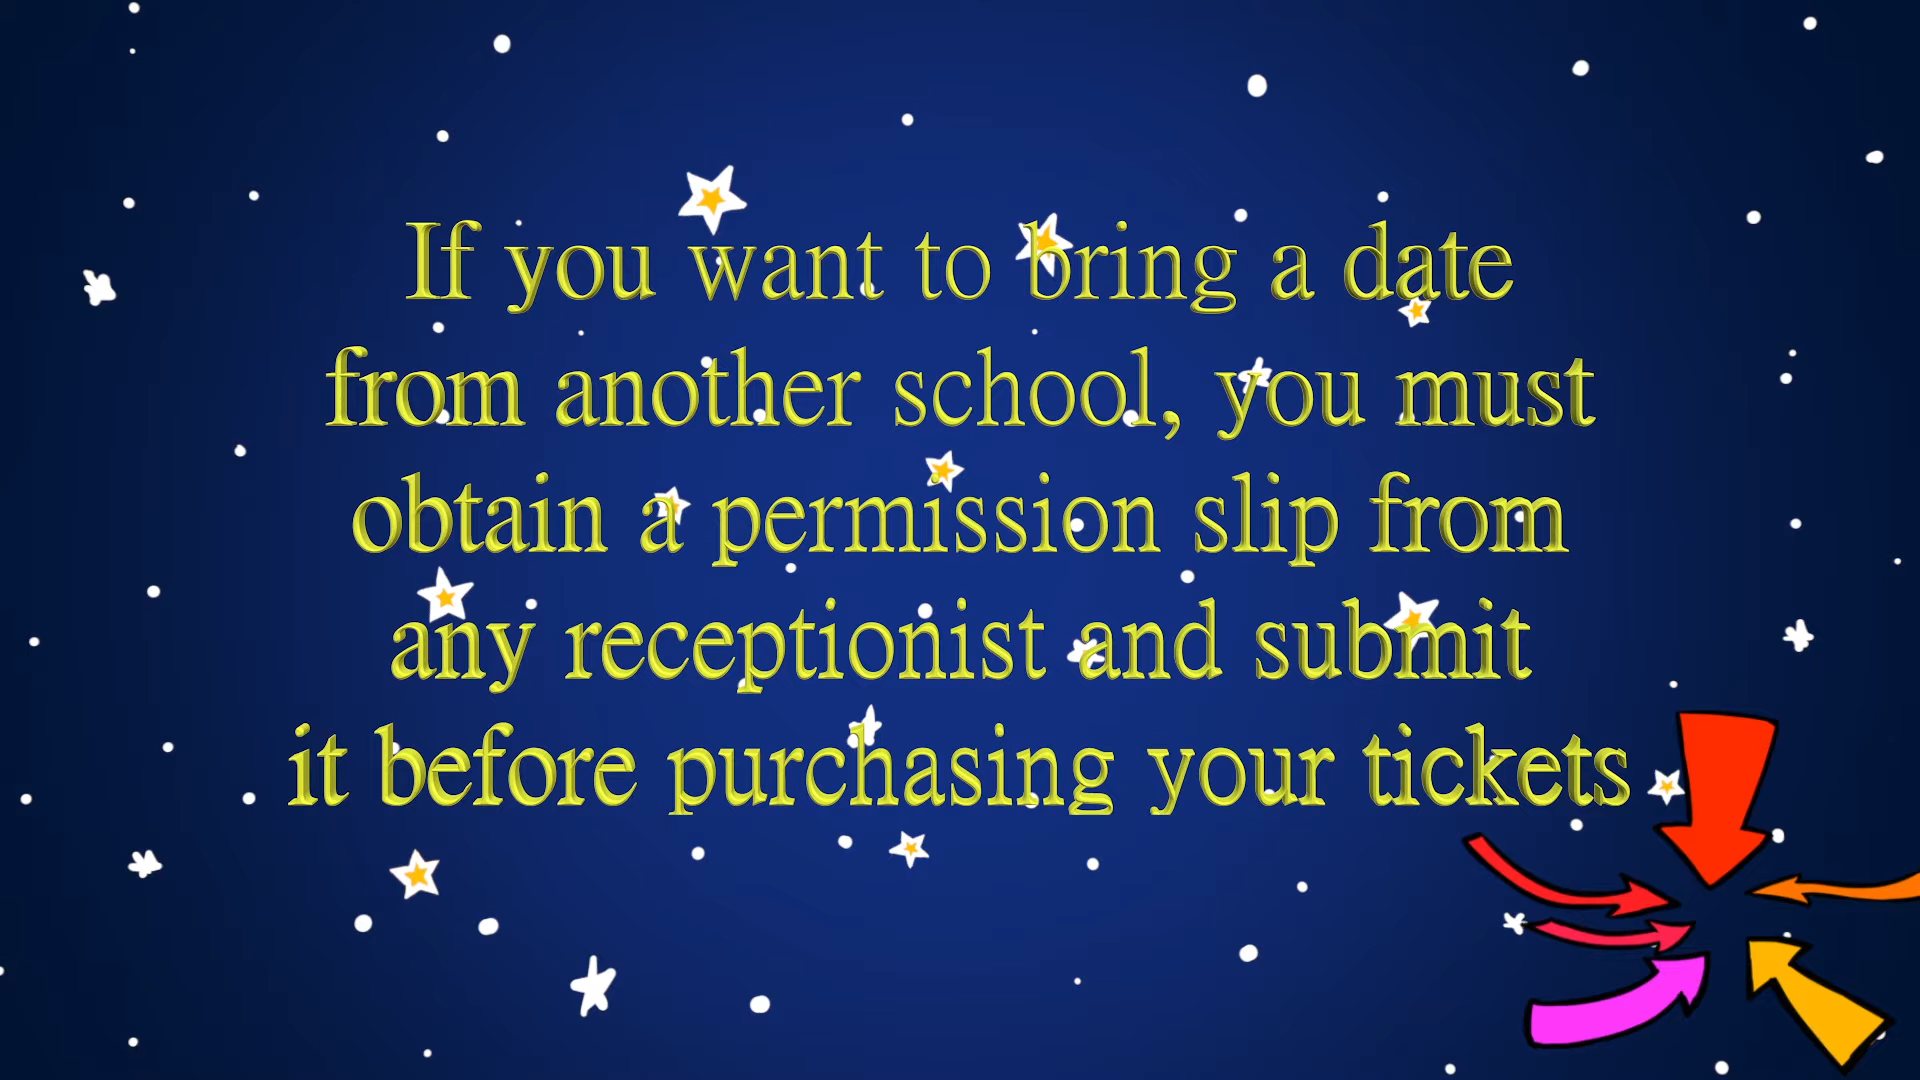 If you want to bring a date
from another school, you must
obtain a permission slip from
any receptionist and submit
it before purchasing your tickets